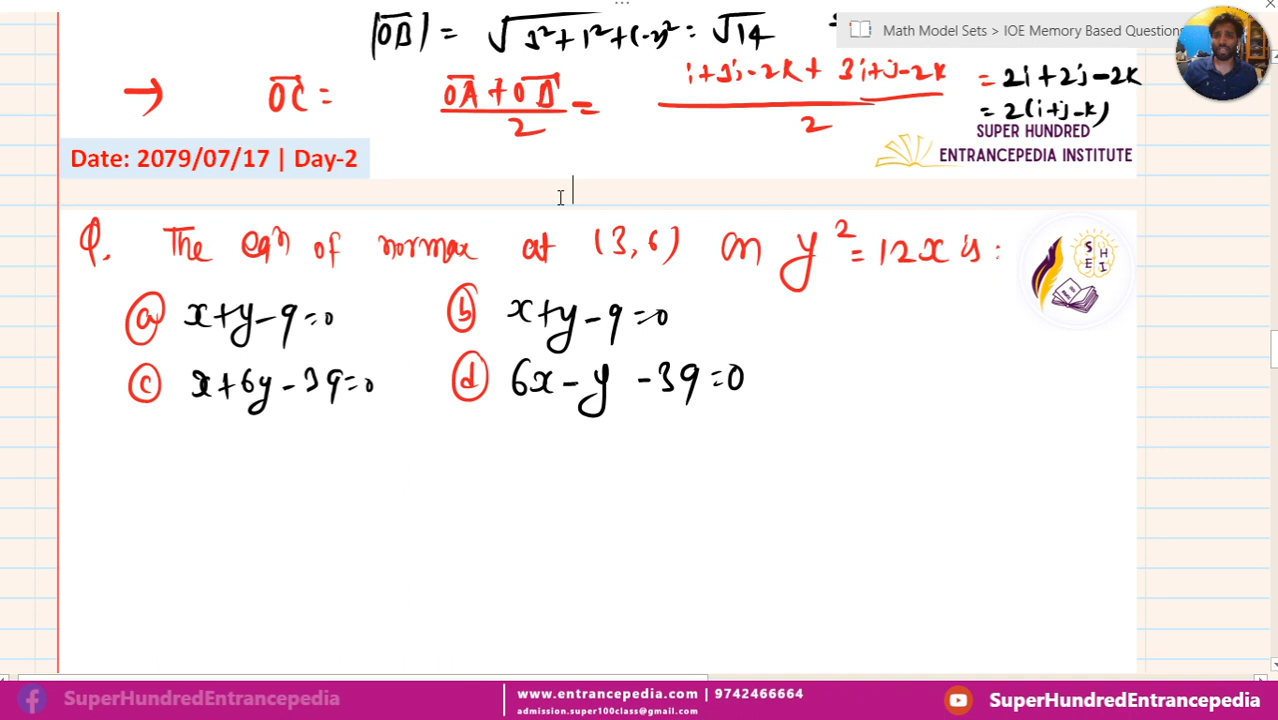 |OB| = √3²+1²+(-2)² = √14
Math Model Sets > IOE Memory Based Questions
→ OC = OA + OB / 2 = i+3j-2k + 3i+j-2k / 2 = 2i+2j-2k
= 2(i+j-k)
SUPER HUNDRED
ENTRANCEPEDIA INSTITUTE
Date: 2079/07/17 | Day-2
Q. The eqn of normal at (3,6) on y² = 12x is:
S H
E I
(a) x+y-9=0 (b) x+y-9=0
(c) x+6y-39=0 (d) 6x-y-39=0
SuperHundredEntrancepedia
www.entrancepedia.com | 9742466664
admission.super100class@gmail.com
SuperHundredEntrancepedia